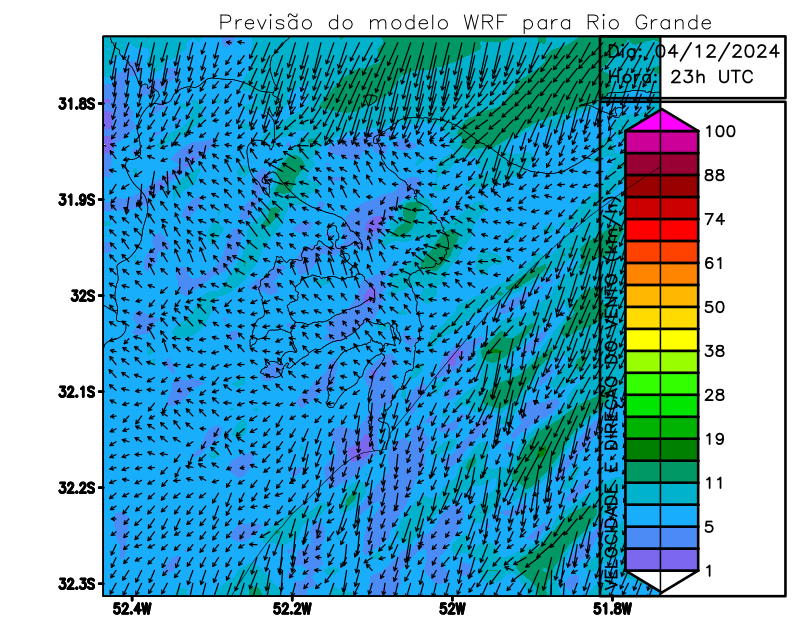 Previsão do modelo WRF para Rio Grande
Dia: 04/12/2024
Hora: 23h UTC
31.8S
31.9S
32S
32.1S
32.2S
32.3S
52.4W
52.2W
52W
51.8W
VELOCIDADE E DIREÇÃO DO VENTO (km/h)
100
88
74
61
50
38
28
19
11
5
1